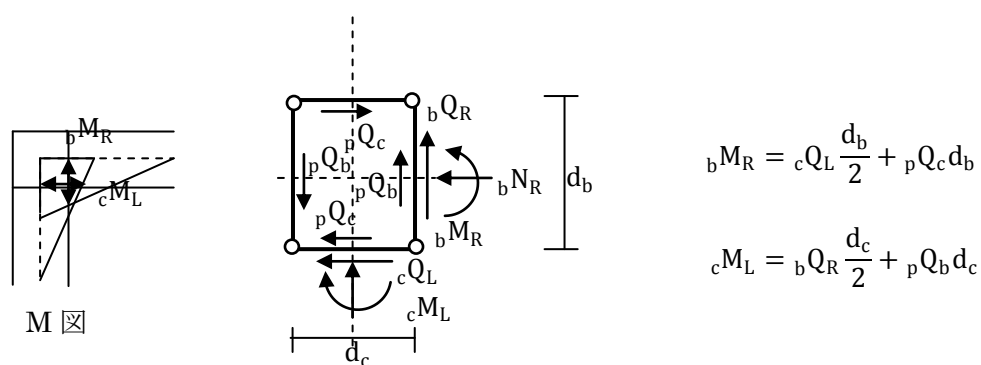 bMR
cML
M 図
bQR
pQc
pQb
pQb
bNR
db
pQc
bMR
cQL
cML
dc
bMR = cQL db/2 + pQc db
cML = bQR dc/2 + pQb dc